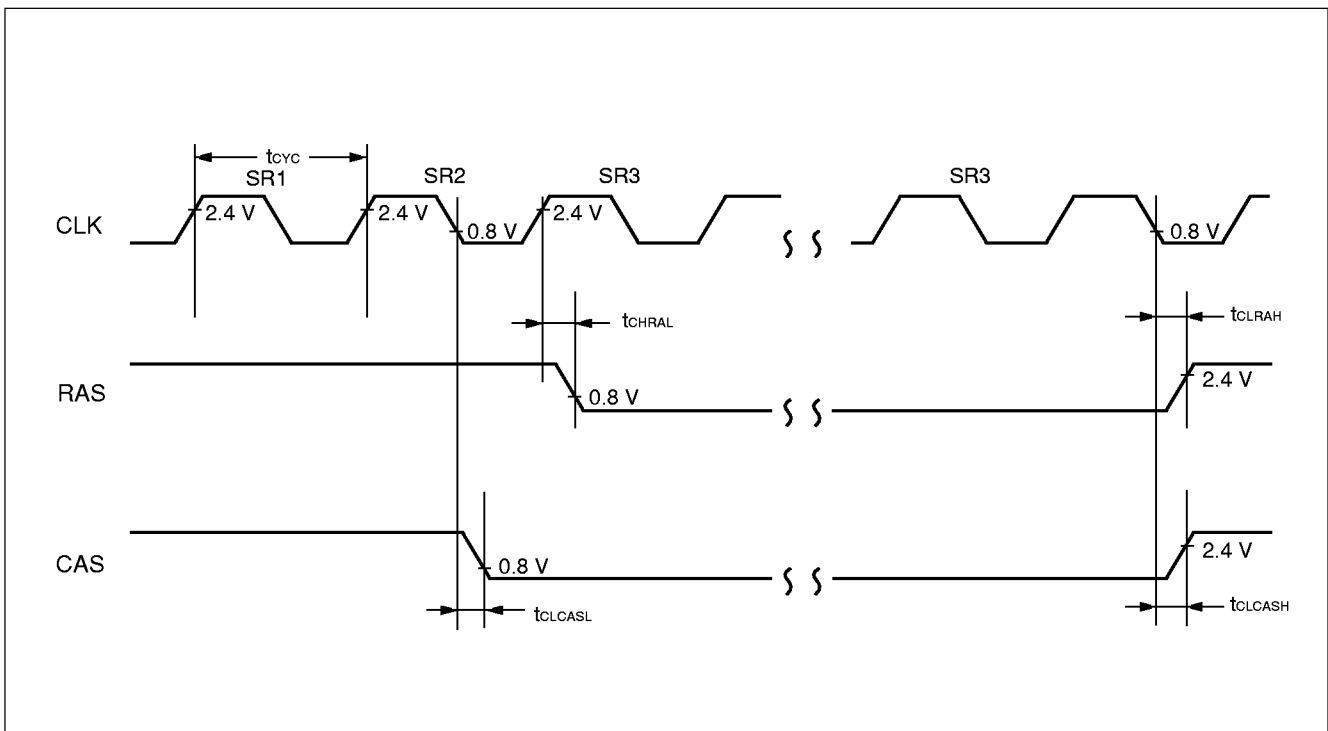 tCYC
SR1 SR2 SR3 SR3
CLK 2.4 V 2.4 V 0.8 V 2.4 V 0.8 V
tCHRAL tCLRAH
RAS 0.8 V 2.4 V
CAS 0.8 V 2.4 V
tCLCASL tCLCASH